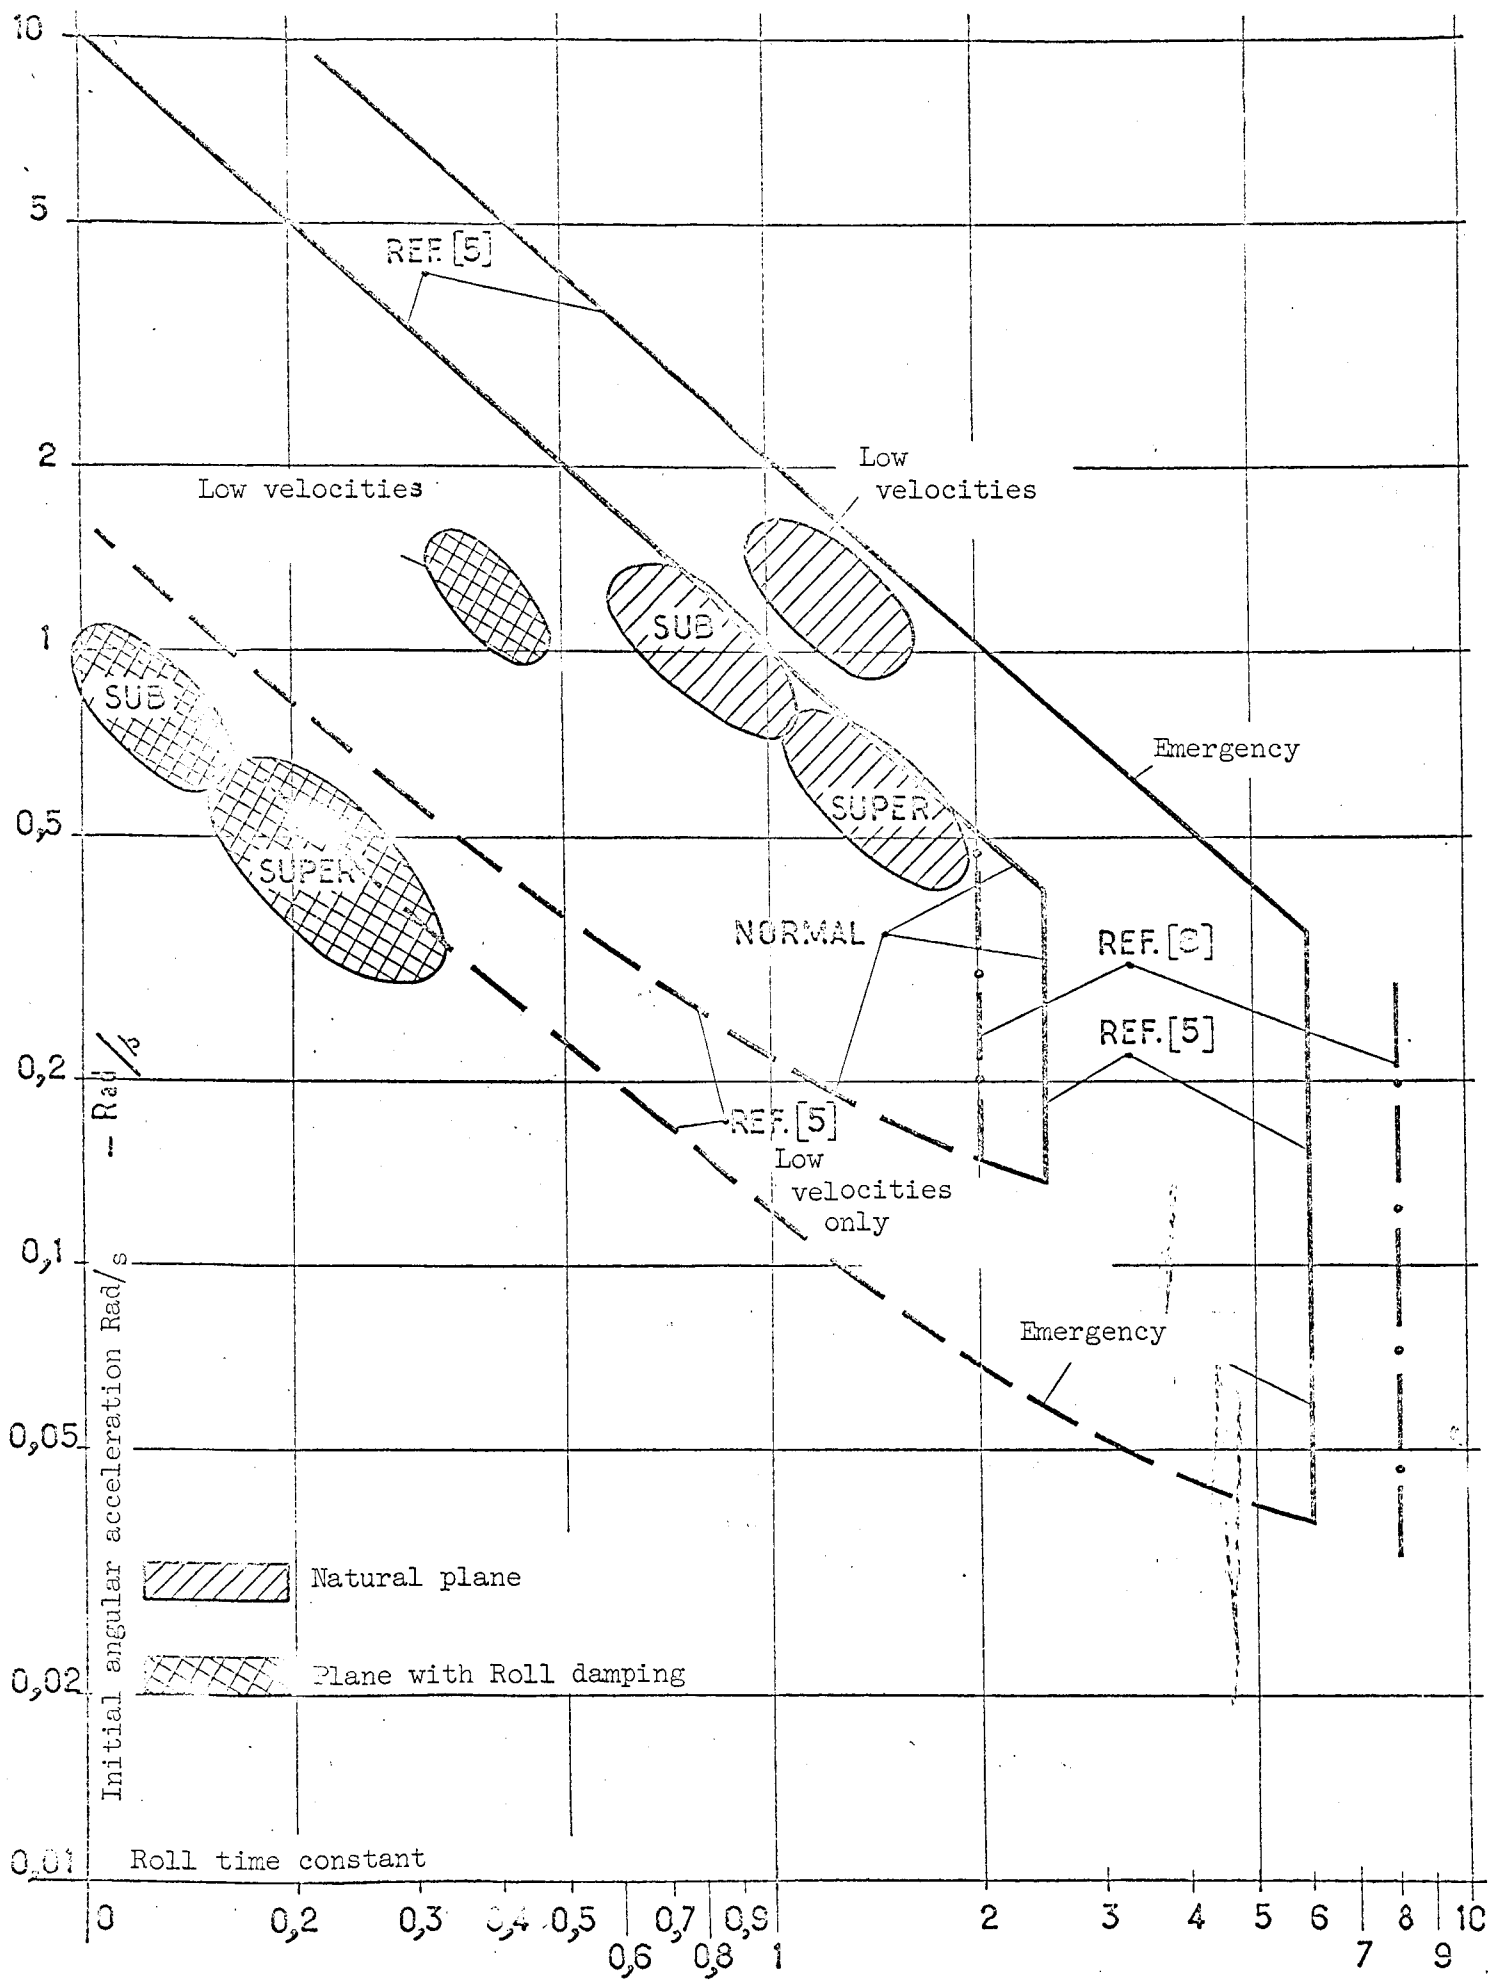 10
5
REF. [5]
2
Low velocities
Low
velocities
1
SUB
SUB
Emergency
0,5
SUPER
SUPER
NORMAL
REF. [8]
REF. [5]
0,2
— Rad/s
REF. [5]
Low
velocities
only
0,1
Initial angular acceleration Rad/s
Emergency
0,05
Natural plane
0,02
Plane with Roll damping
0,01
Roll time constant
0 0,2 0,3 0,4 0,5 0,7 0,9 2 3 4 5 6 8 10
0,6 0,8 1 7 9